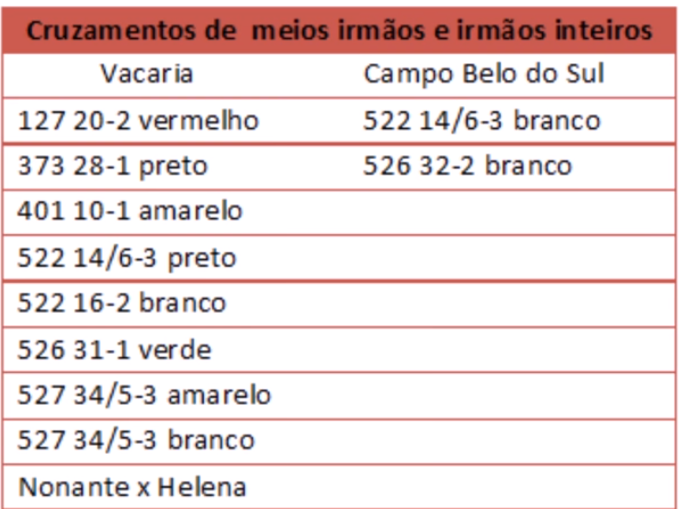 Cruzamentos de meios irmãos e irmãos inteiros
Vacaria Campo Belo do Sul
127 20-2 vermelho 522 14/6-3 branco
373 28-1 preto 526 32-2 branco
401 10-1 amarelo
522 14/6-3 preto
522 16-2 branco
526 31-1 verde
527 34/5-3 amarelo
527 34/5-3 branco
Nonante x Helena